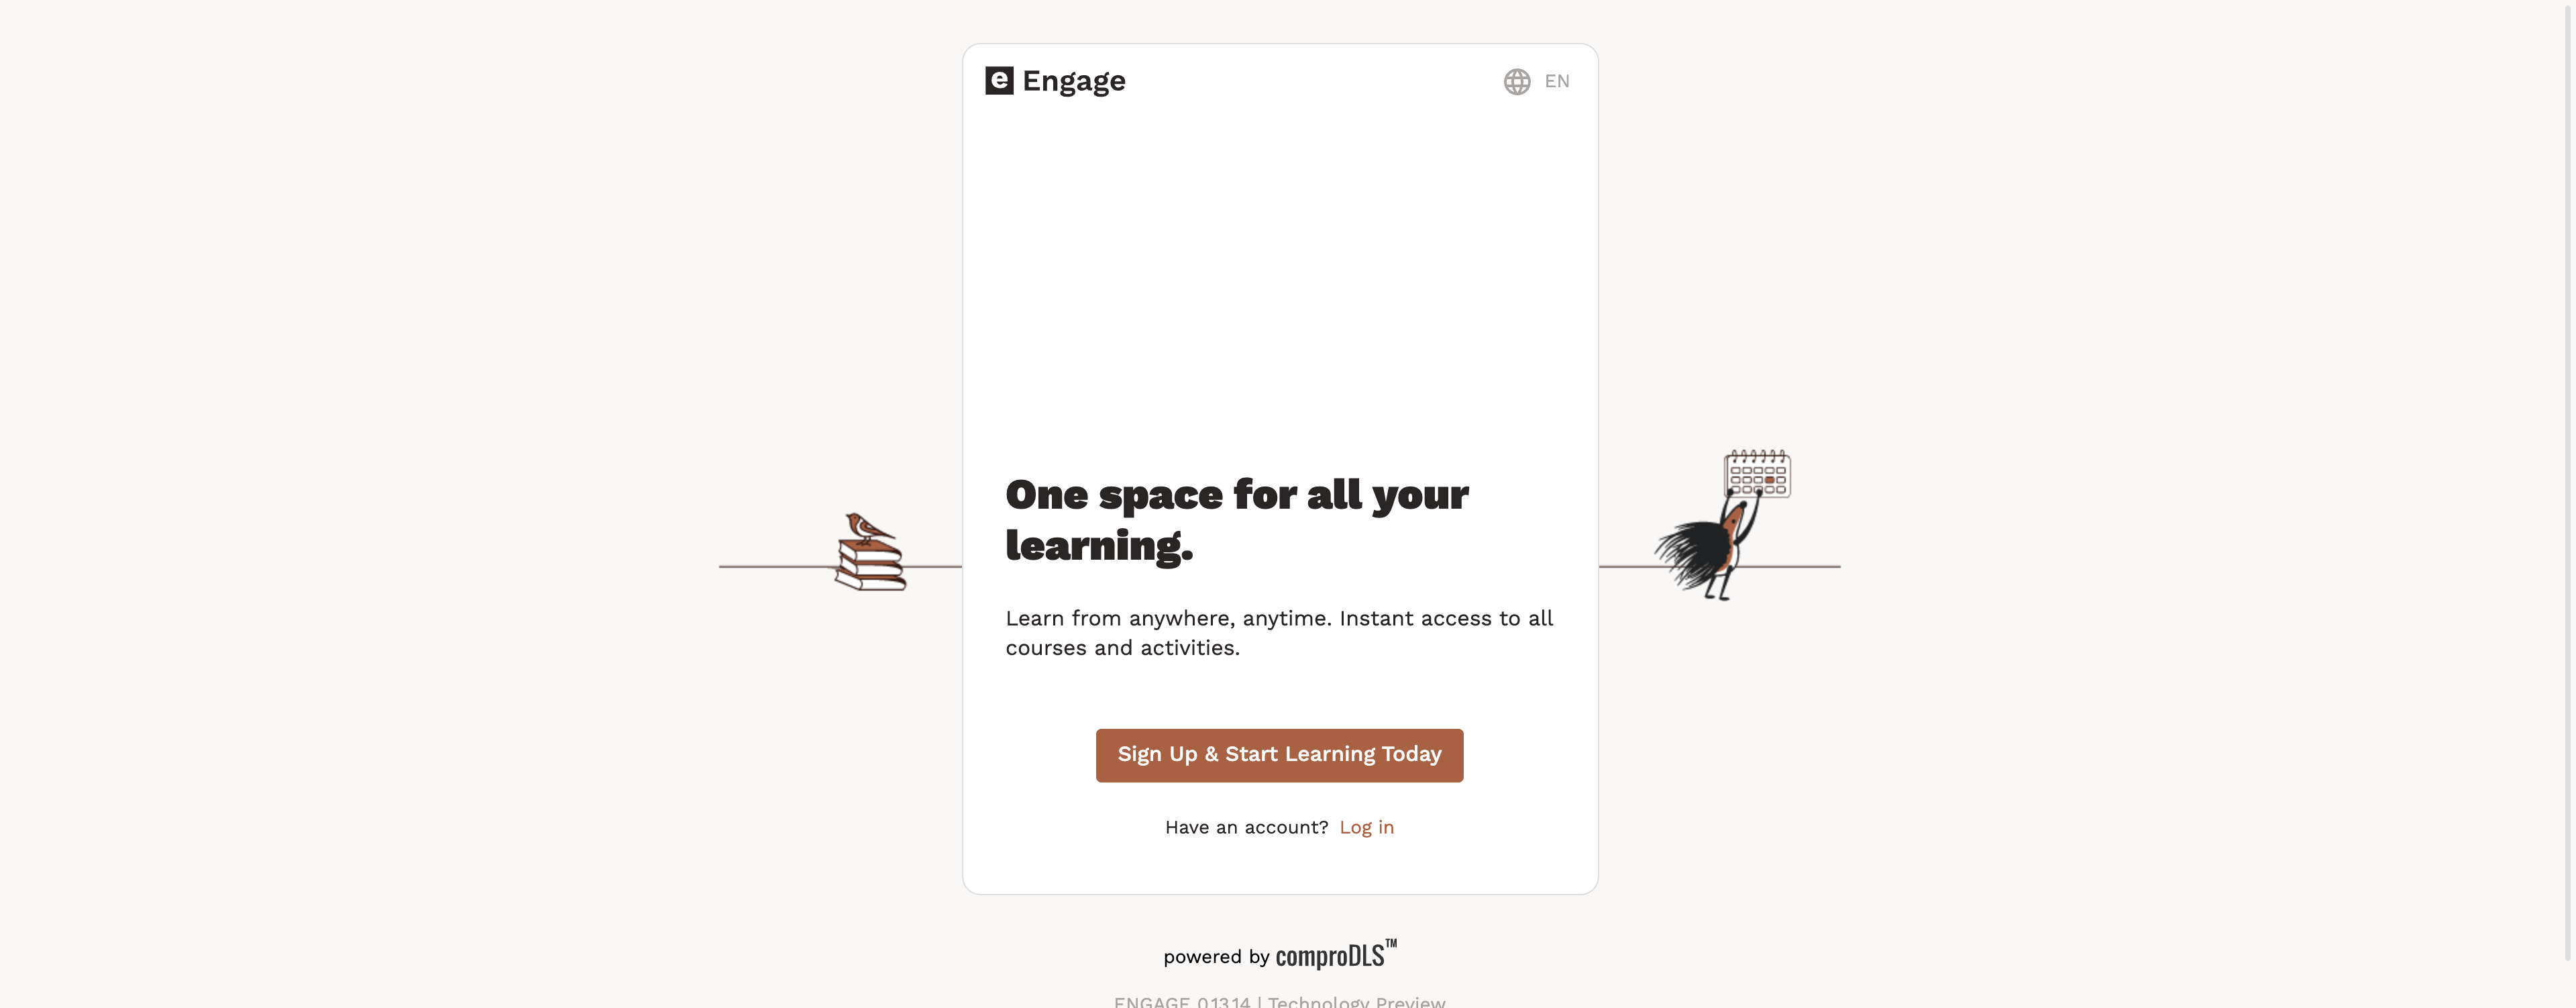 e Engage
EN
One space for all your
learning.
Learn from anywhere, anytime. Instant access to all
courses and activities.
Sign Up & Start Learning Today
Have an account? Log in
powered by comproDLS™
ENGAGE 0.13.14 | Technology Preview